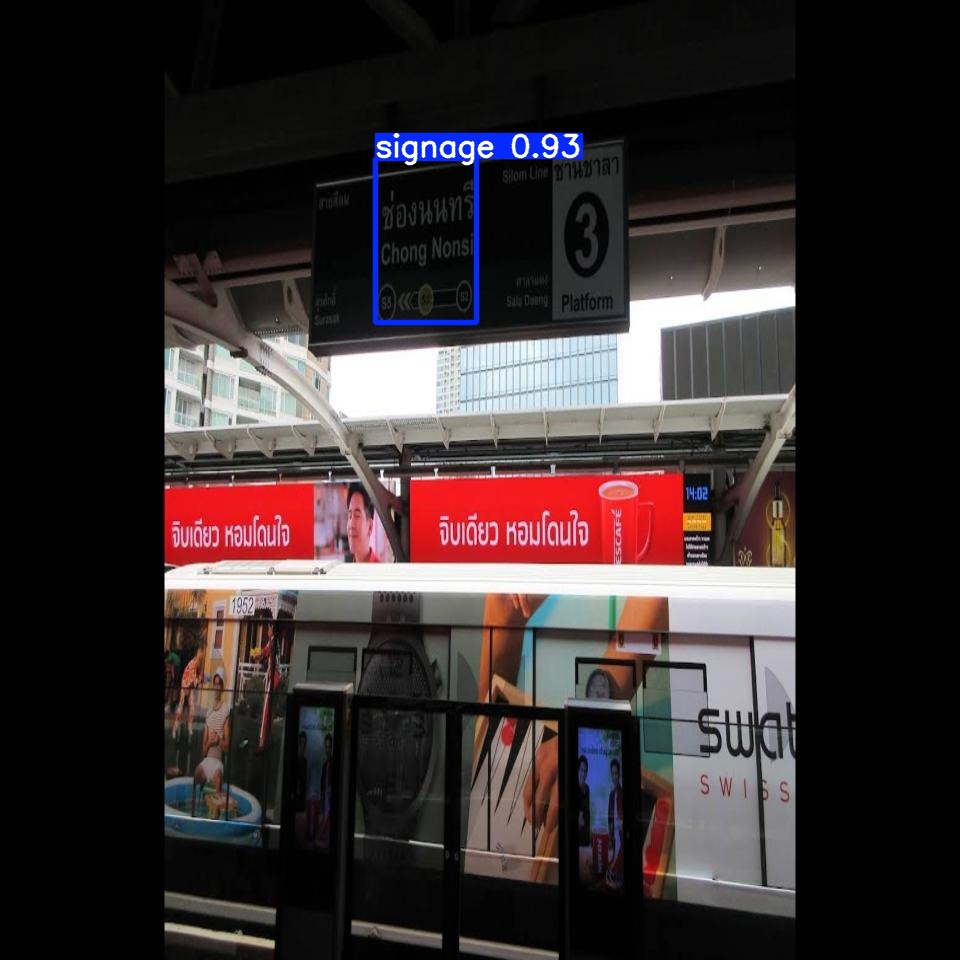 signage 0.93
สายสีลม
ช่องนนทรี
Chong Nonsi
Silom Line
ชานชาลา
3
Platform
สุรศักดิ์
Surasak
S3
S2
ศาลาแดง
Sala Daeng
จิบเดียว หอมโดนใจ
จิบเดียว หอมโดนใจ
NESCAFÉ
14:02
1952
swat
SWISS